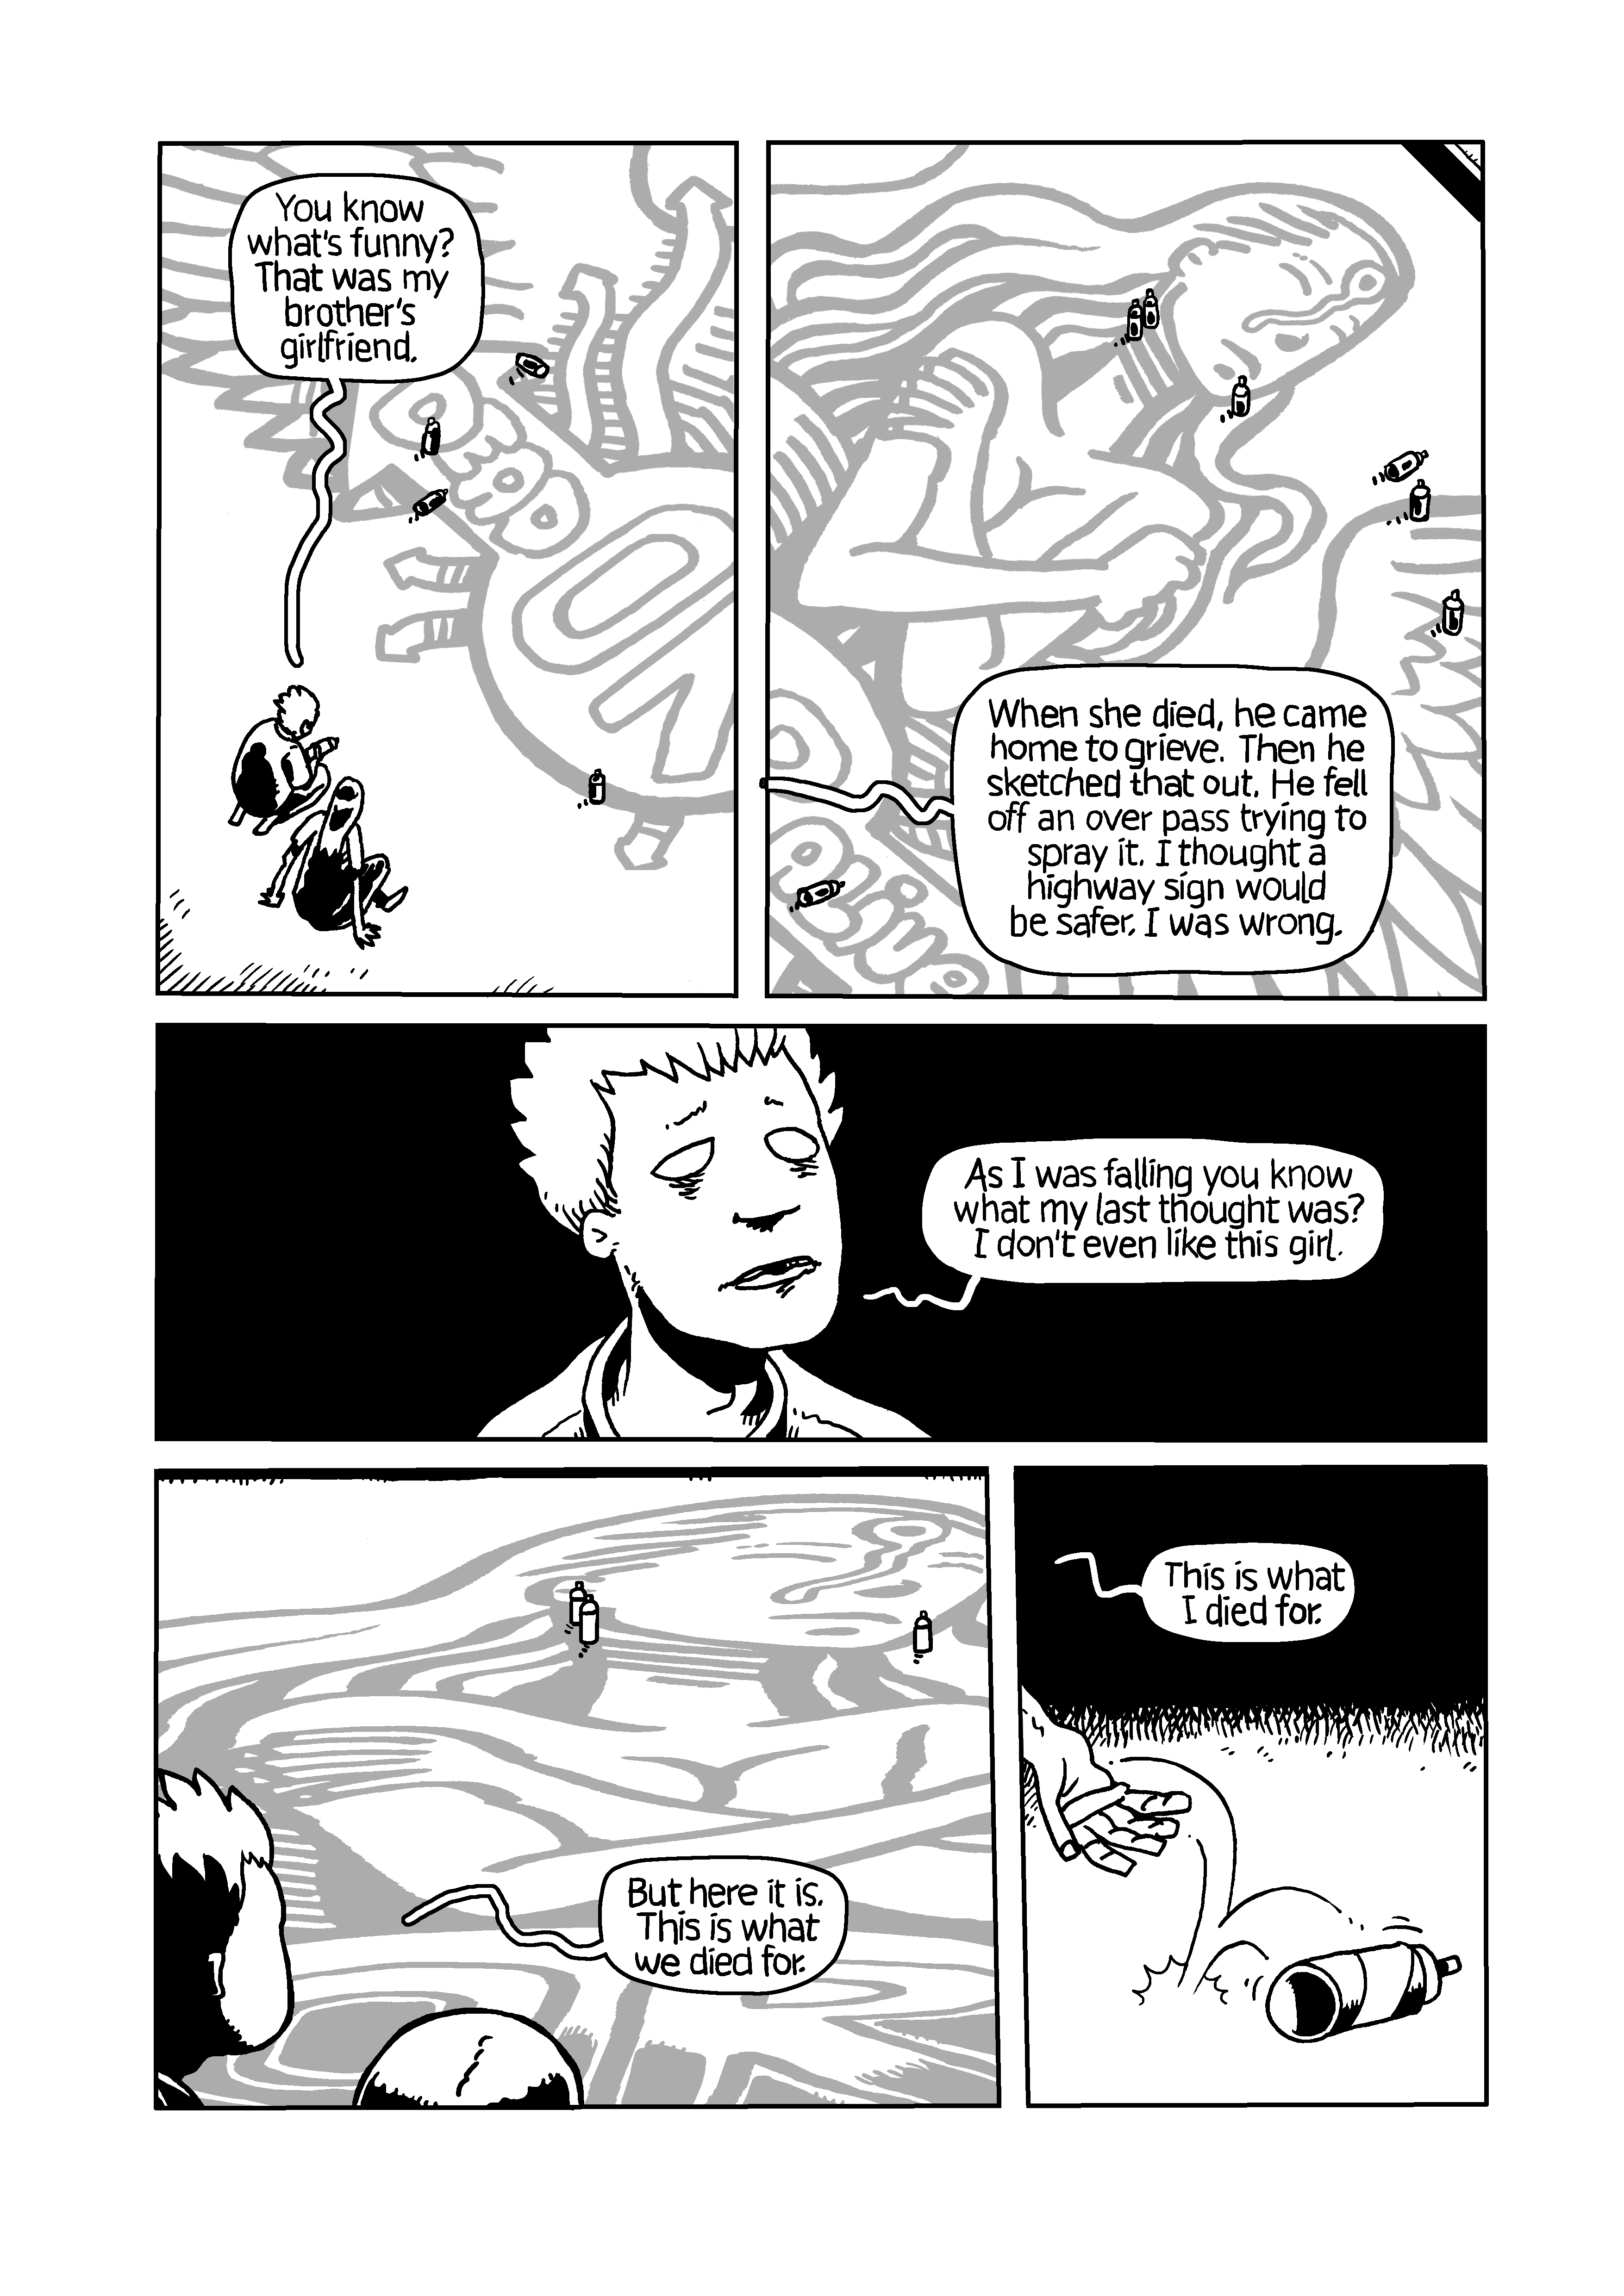 You know
what's funny?
That was my
brother's
girlfriend.
DEAD
ON
When she died, he came
home to grieve. Then he
sketched that out. He fell
off an over pass trying to
spray it. I thought a
highway sign would
be safer. I was wrong.
Olive
As I was falling you know
what my last thought was?
I don't even like this girl.
But here it is.
This is what
we died for.
This is what
I died for.